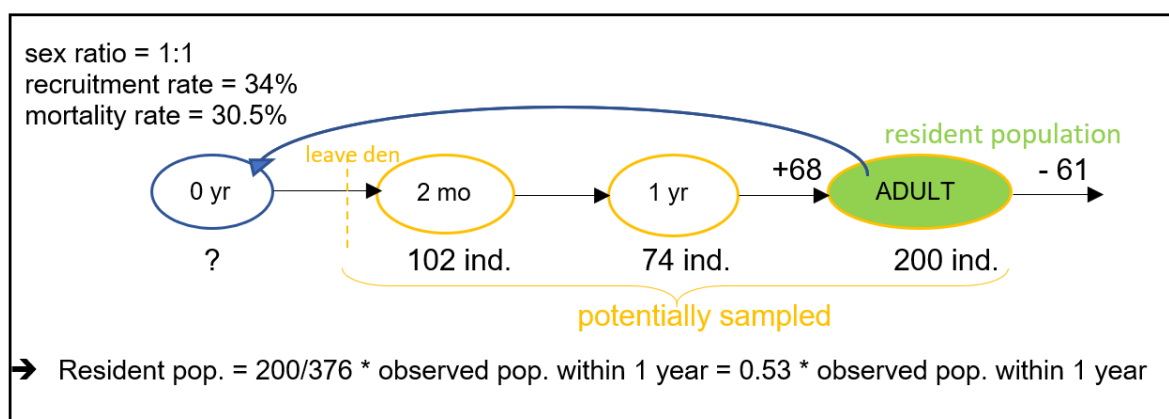 sex ratio = 1:1
recruitment rate = 34%
mortality rate = 30.5%
resident population
leave den
+68
- 61
0 yr
2 mo
1 yr
ADULT
?
102 ind.
74 ind.
200 ind.
potentially sampled
➔ Resident pop. = 200/376 * observed pop. within 1 year = 0.53 * observed pop. within 1 year